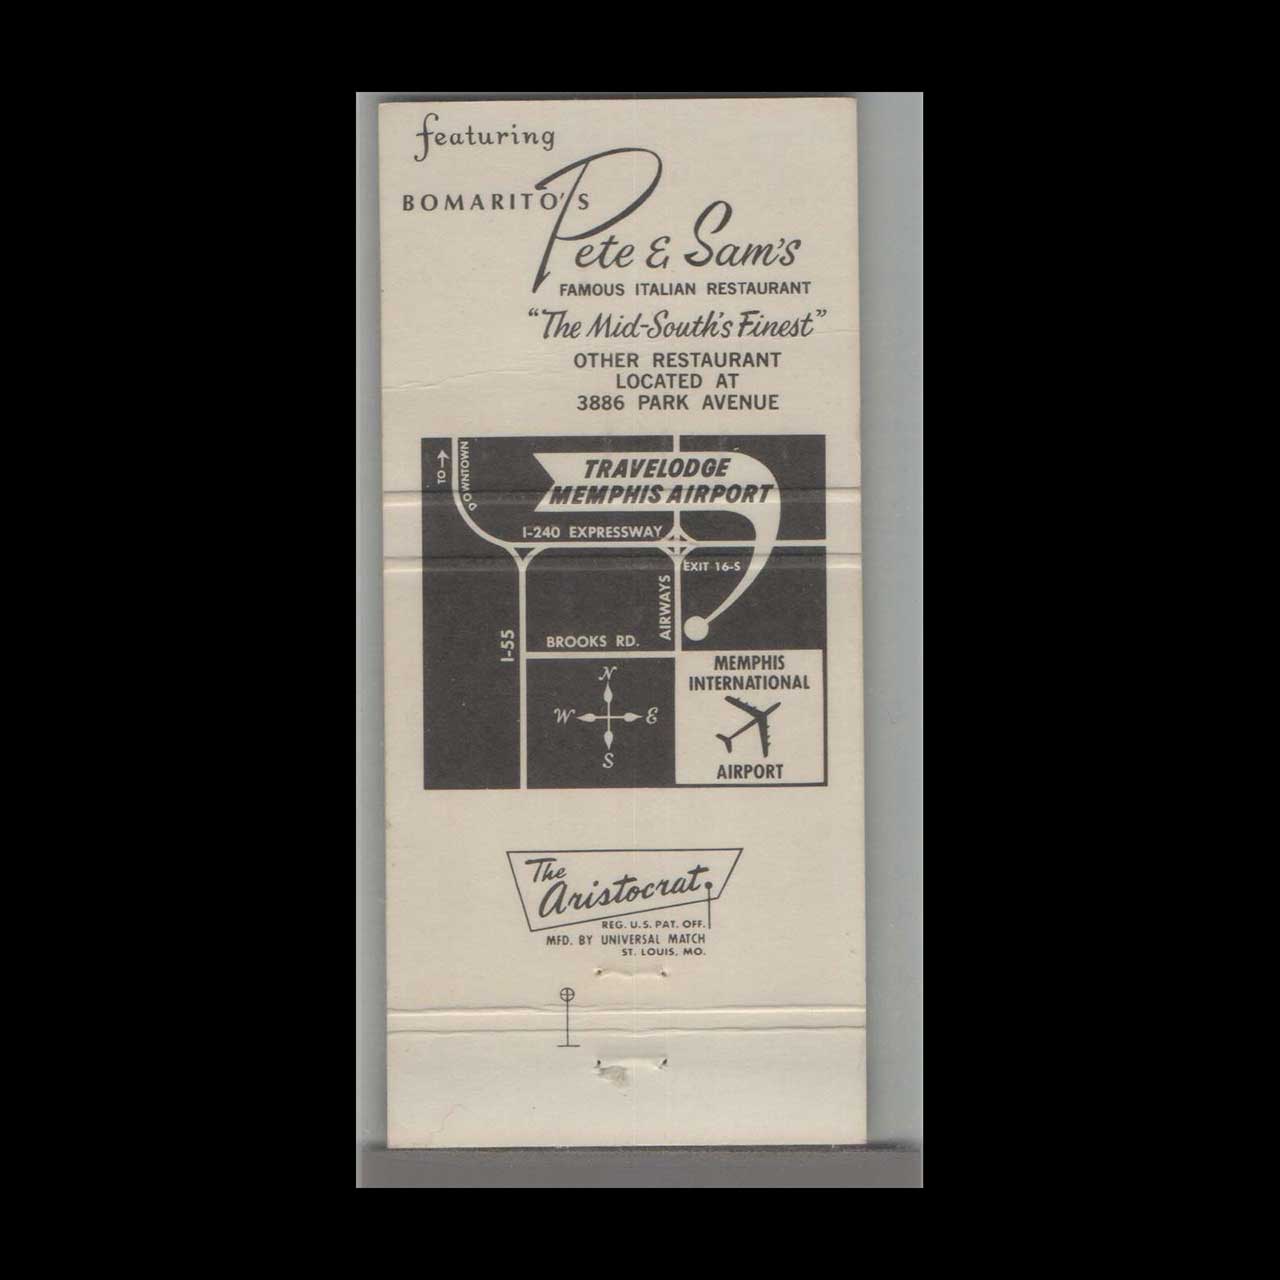 featuring
BOMARITO'S
Pete & Sam's
FAMOUS ITALIAN RESTAURANT
"The Mid-South's Finest"
OTHER RESTAURANT
LOCATED AT
3886 PARK AVENUE
TO
DOWNTOWN
TRAVELODGE
MEMPHIS AIRPORT
I-240 EXPRESSWAY
EXIT 16-S
AIRWAYS
I-55
BROOKS RD.
N
W E
S
MEMPHIS
INTERNATIONAL
AIRPORT
The
Aristocrat
REG. U.S. PAT. OFF.
MFD. BY UNIVERSAL MATCH
ST. LOUIS, MO.